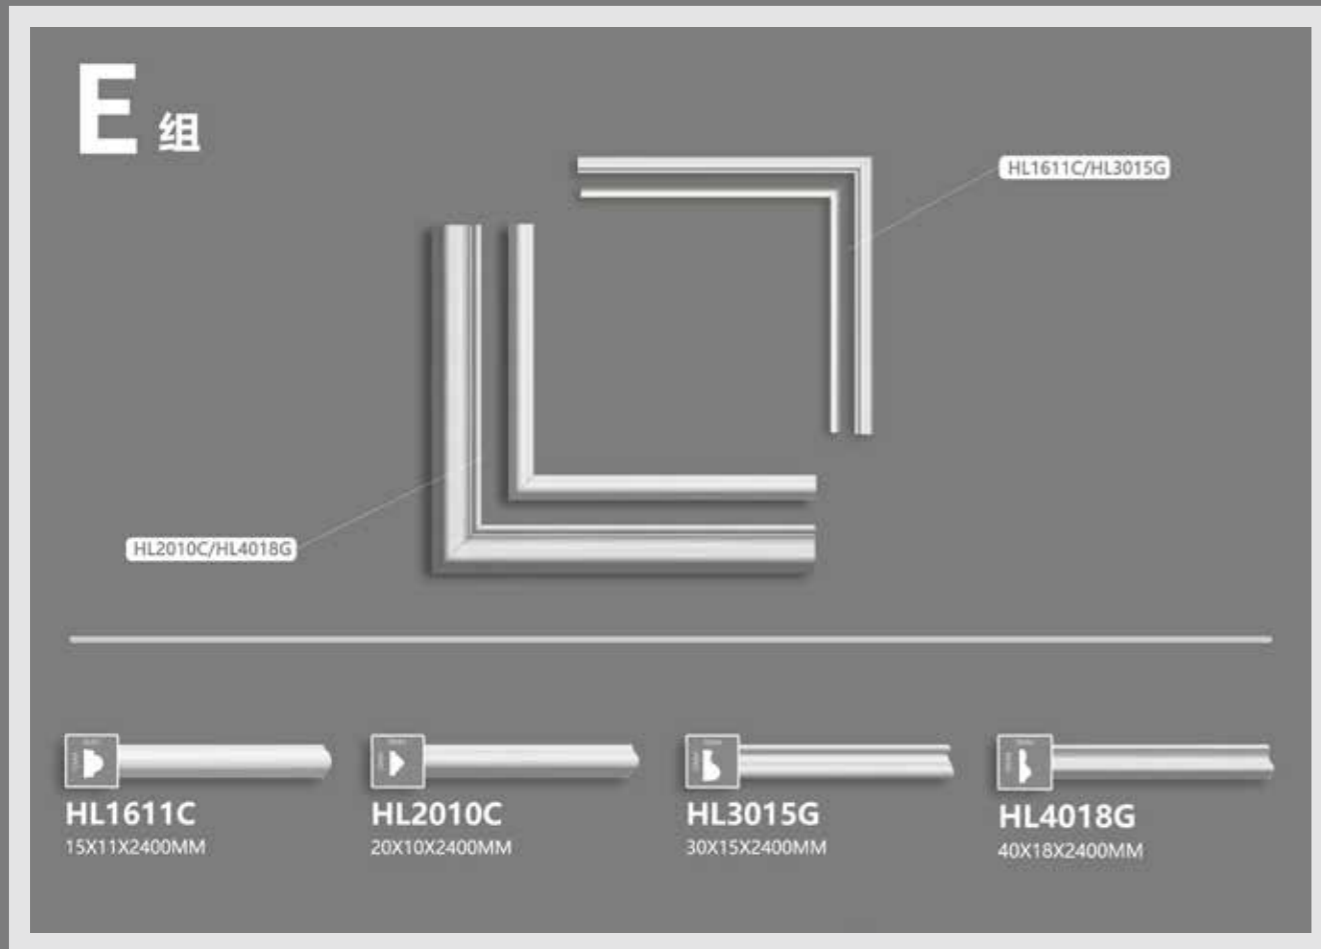 E 组
HL1611C/HL3015G
HL2010C/HL4018G
HL1611C
15X11X2400MM
HL2010C
20X10X2400MM
HL3015G
30X15X2400MM
HL4018G
40X18X2400MM